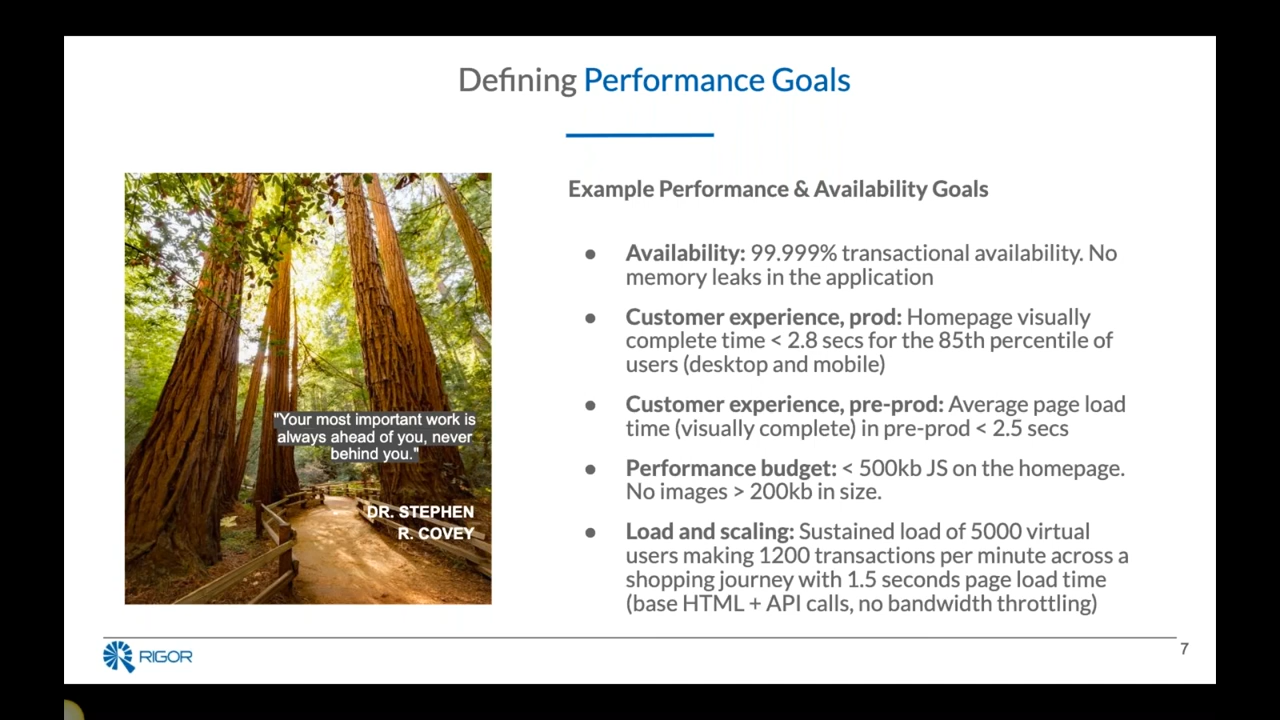 Defining Performance Goals
"Your most important work is
always ahead of you, never
behind you."
DR. STEPHEN
R. COVEY
Example Performance & Availability Goals
● Availability: 99.999% transactional availability. No
memory leaks in the application
● Customer experience, prod: Homepage visually
complete time < 2.8 secs for the 85th percentile of
users (desktop and mobile)
● Customer experience, pre-prod: Average page load
time (visually complete) in pre-prod < 2.5 secs
● Performance budget: < 500kb JS on the homepage.
No images > 200kb in size.
● Load and scaling: Sustained load of 5000 virtual
users making 1200 transactions per minute across a
shopping journey with 1.5 seconds page load time
(base HTML + API calls, no bandwidth throttling)
RIGOR
7